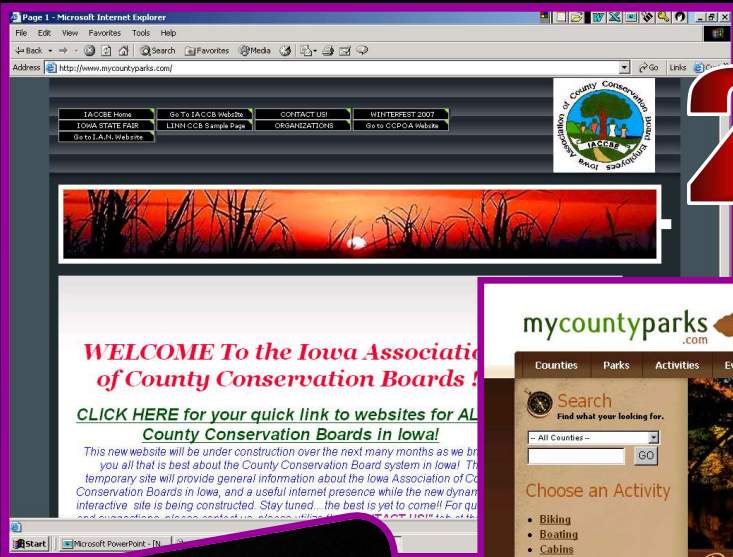 Page 1 - Microsoft Internet Explorer
File Edit View Favorites Tools Help
Back Search Favorites Media
Address http://www.mycountyparks.com/ Go Links
IACCBE Home Go To IACCB Website CONTACT US! WINTERFEST 2007
IOWA STATE FAIR LINN CCB Sample Page ORGANIZATIONS Go to CCPOA Website
Go to I.A.N. Website
Iowa Association of County Conservation Board Employees
IACCBE
2
WELCOME To the Iowa Associatio
of County Conservation Boards !
CLICK HERE for your quick link to websites for AL
County Conservation Boards in Iowa!
This new website will be under construction over the next many months as we br
you all that is best about the County Conservation Board system in Iowa! Th
temporary site will provide general information about the Iowa Association of Co
Conservation Boards in Iowa, and a useful internet presence while the new dynam
interactive site is being constructed. Stay tuned....the best is yet to come!! For qu
TACT US!" tab
Start Microsoft PowerPoint - [N...
mycountyparks
.com
Counties Parks Activities Ev
Search
Find what your looking for.
-- All Counties --
GO
Choose an Activity
Biking
Boating
Cabins